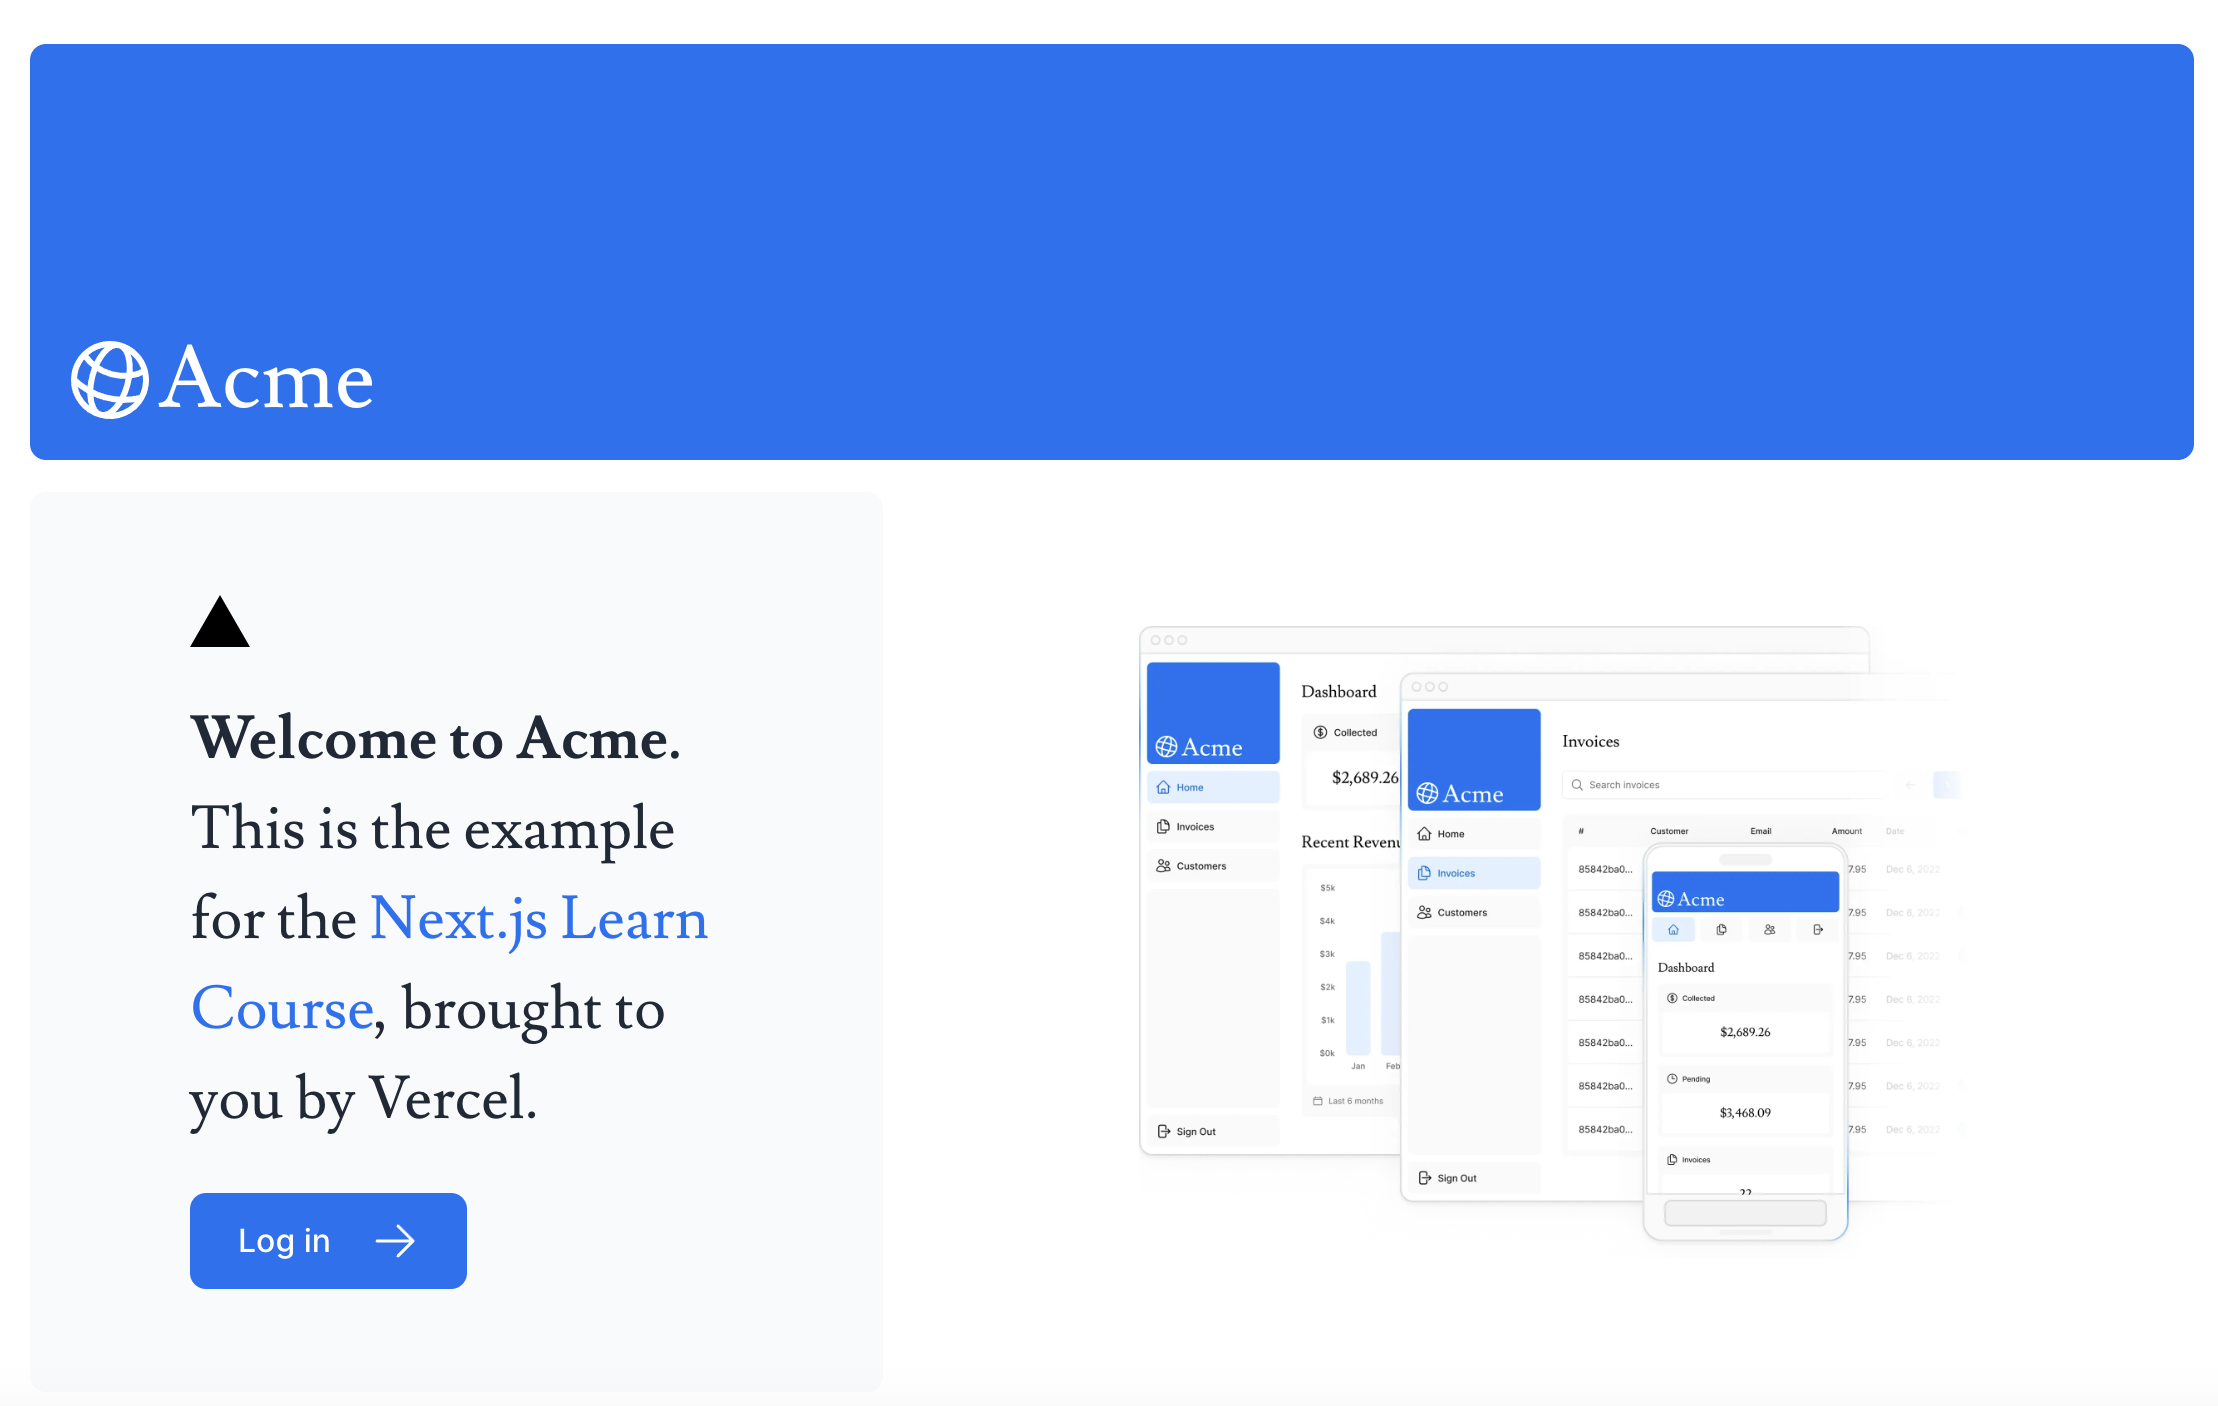 Acme
Welcome to Acme.
This is the example
for the Next.js Learn
Course, brought to
you by Vercel.
Log in
Acme
Home
Invoices
Customers
Sign Out
Dashboard
Collected
$2,689.26
Recent Revenu
$5k
$4k
$3k
$2k
$1k
$0k
Jan Feb
Last 6 months
Acme
Home
Invoices
Customers
Sign Out
Invoices
Search invoices
# Customer Email Amount Date
85842ba0... 7.95 Dec 6, 2022
85842ba0... 7.95 Dec 6, 2022
85842ba0... 7.95 Dec 6, 2022
85842ba0... 7.95 Dec 6, 2022
85842ba0... 7.95 Dec 6, 2022
85842ba0... 7.95 Dec 6, 2022
85842ba0... 7.95 Dec 6, 2022
Acme
Dashboard
Collected
$2,689.26
Pending
$3,468.09
Invoices
22